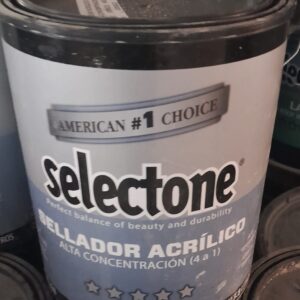 AMERICAN #1 CHOICE
selectone®
Perfect balance of beauty and durability
SELLADOR ACRÍLICO
ALTA CONCENTRACIÓN (4 a 1)